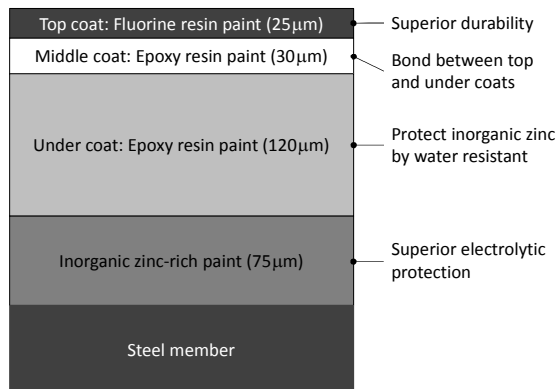 Top coat: Fluorine resin paint (25μm)
Superior durability
Middle coat: Epoxy resin paint (30μm)
Bond between top
and under coats
Under coat: Epoxy resin paint (120μm)
Protect inorganic zinc
by water resistant
Inorganic zinc-rich paint (75μm)
Superior electrolytic
protection
Steel member